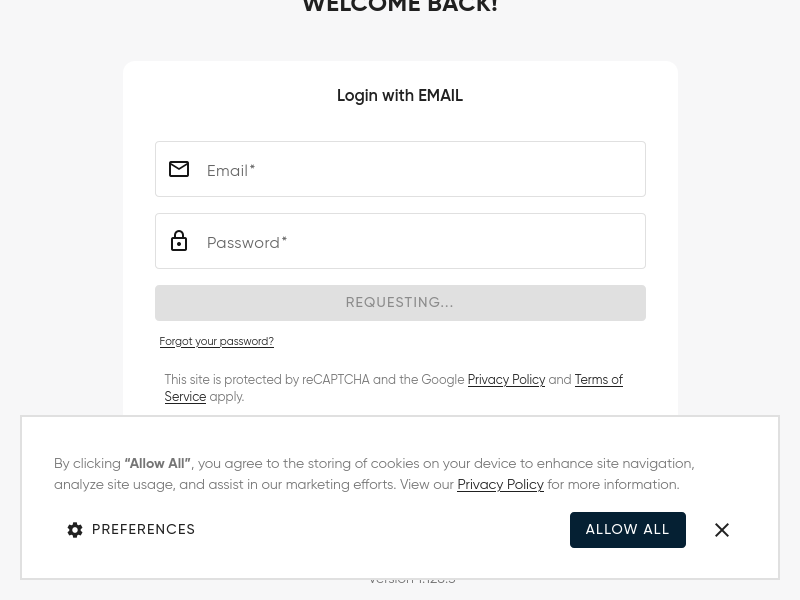 WELCOME BACK!
Login with EMAIL
Email*
Password*
REQUESTING...
Forgot your password?
This site is protected by reCAPTCHA and the Google Privacy Policy and Terms of
Service apply.
By clicking “Allow All”, you agree to the storing of cookies on your device to enhance site navigation,
analyze site usage, and assist in our marketing efforts. View our Privacy Policy for more information.
PREFERENCES
ALLOW ALL